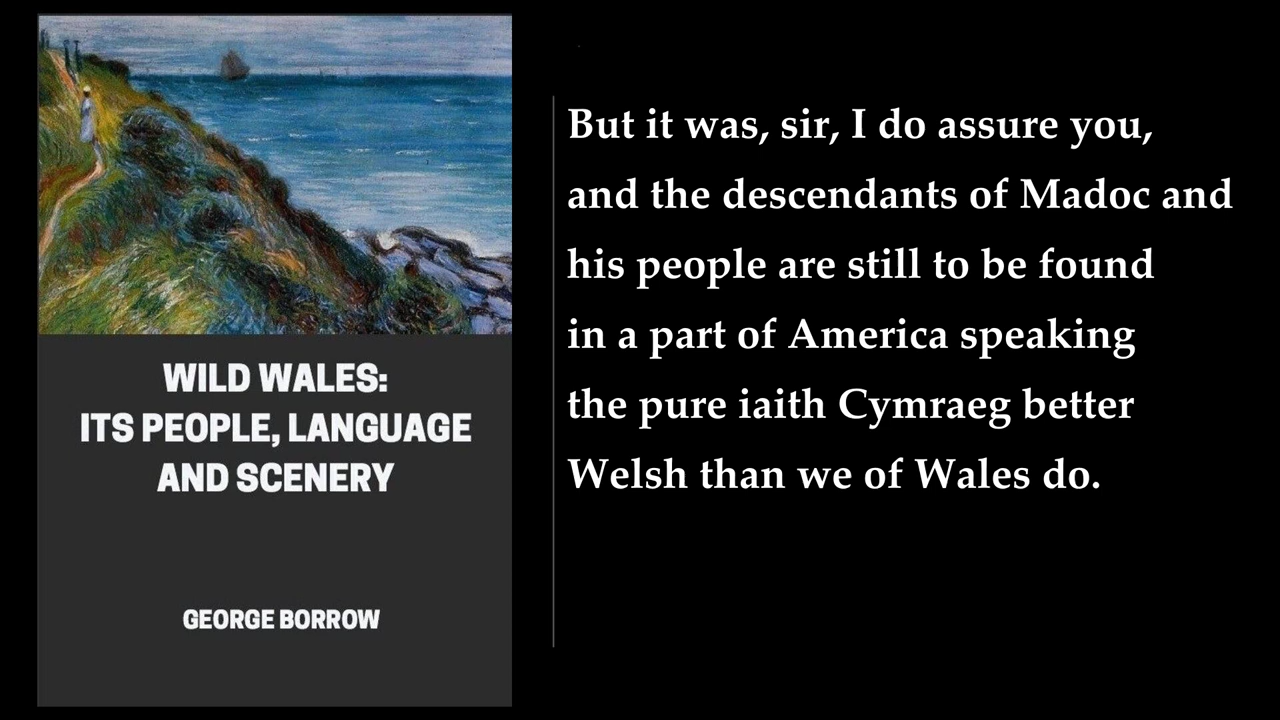 WILD WALES:
ITS PEOPLE, LANGUAGE
AND SCENERY
GEORGE BORROW
But it was, sir, I do assure you,
and the descendants of Madoc and
his people are still to be found
in a part of America speaking
the pure iaith Cymraeg better
Welsh than we of Wales do.